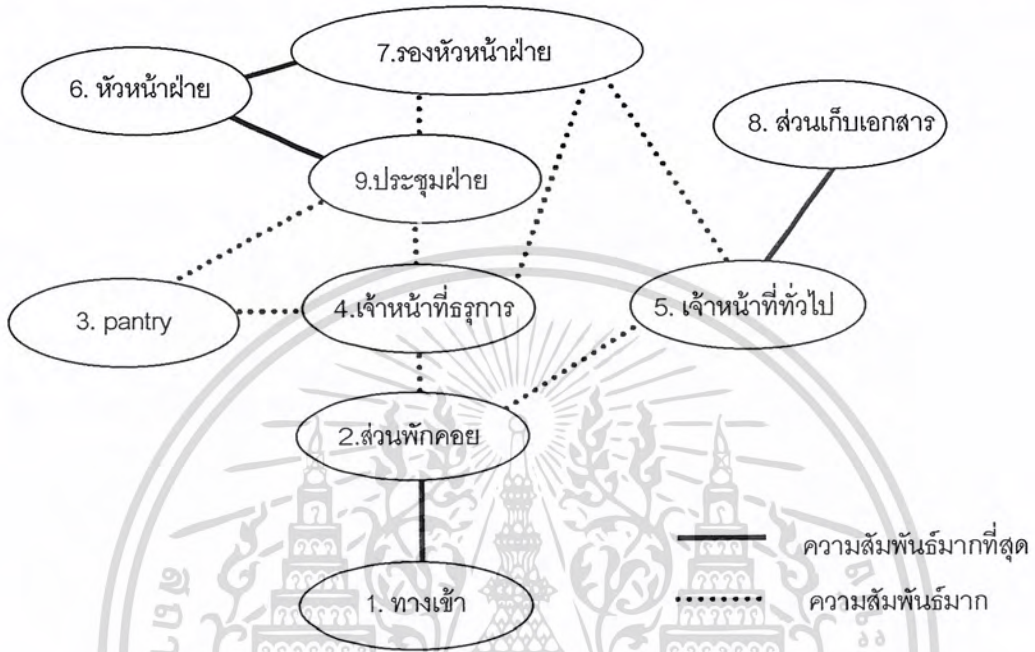 7.รองหัวหน้าฝ่าย
6. หัวหน้าฝ่าย
8. ส่วนเก็บเอกสาร
9.ประชุมฝ่าย
3. pantry
4.เจ้าหน้าที่ธุรการ
5. เจ้าหน้าที่ทั่วไป
2.ส่วนพักคอย
ความสัมพันธ์มากที่สุด
1. ทางเข้า
ความสัมพันธ์มาก